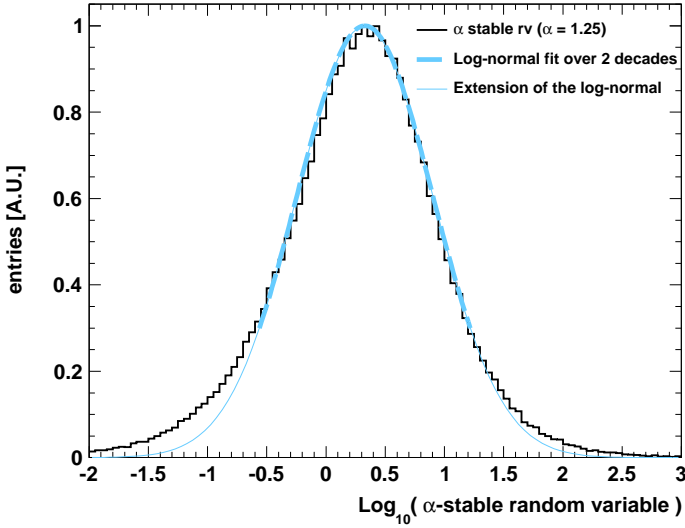 α stable rv (α = 1.25)
Log-normal fit over 2 decades
Extension of the log-normal
entries [A.U.]
1
0.8
0.6
0.4
0.2
0
-2 -1.5 -1 -0.5 0 0.5 1 1.5 2 2.5 3
Log10( α-stable random variable )